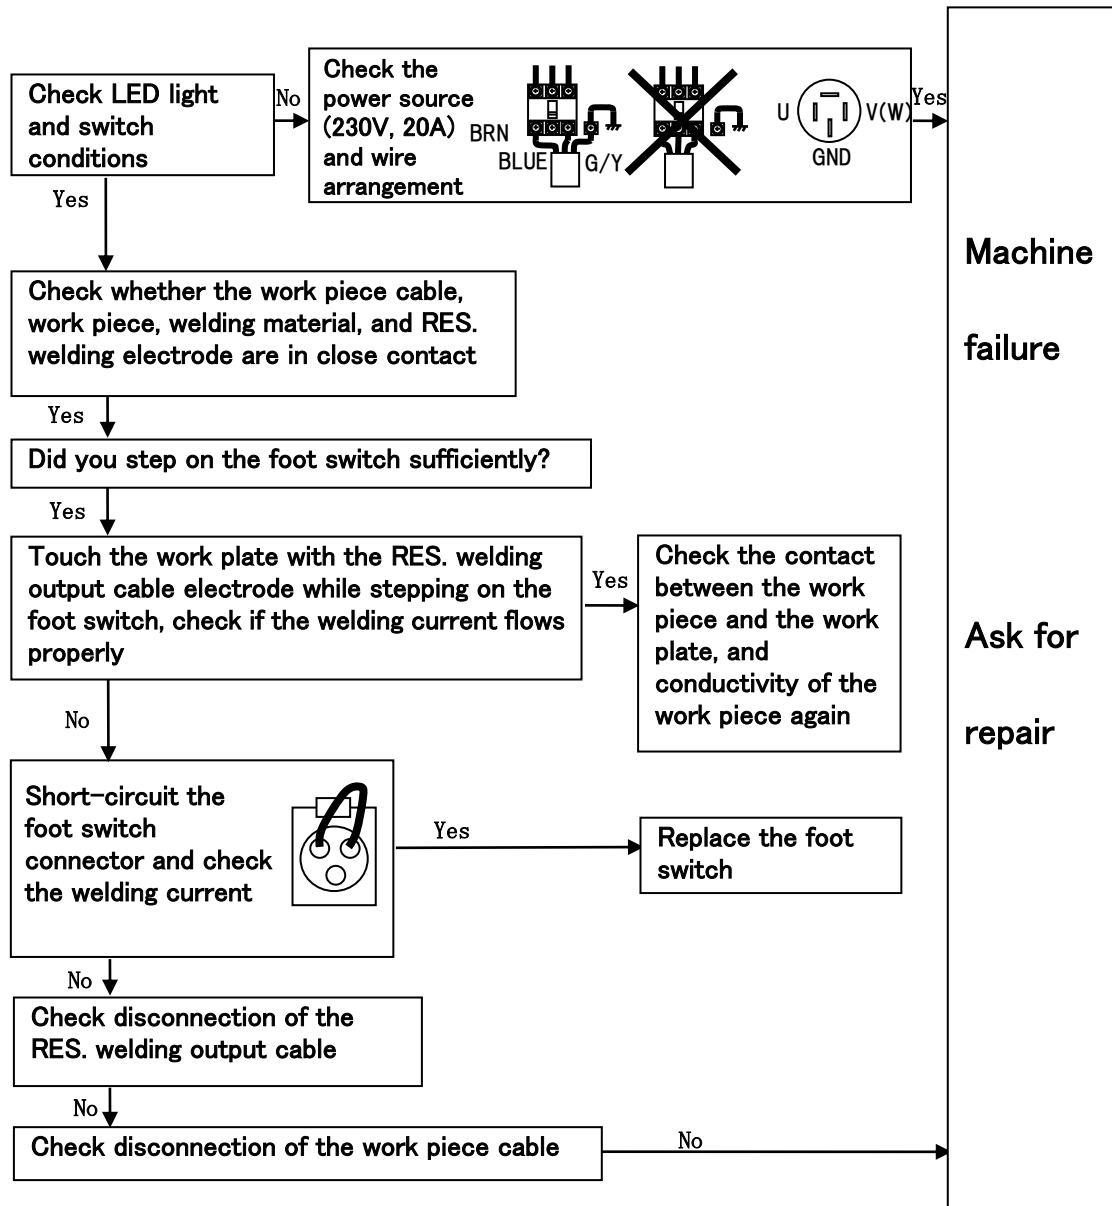 Check LED light
and switch
conditions
No
Check the
power source
(230V, 20A)
and wire
arrangement
BRN
BLUE
G/Y
U
V(W)
GND
Yes
Machine
failure
Ask for
repair
Yes
Check whether the work piece cable,
work piece, welding material, and RES.
welding electrode are in close contact
Yes
Did you step on the foot switch sufficiently?
Yes
Touch the work plate with the RES. welding
output cable electrode while stepping on the
foot switch, check if the welding current flows
properly
Yes
Check the contact
between the work
piece and the work
plate, and
conductivity of the
work piece again
No
Short-circuit the
foot switch
connector and check
the welding current
Yes
Replace the foot
switch
No
Check disconnection of the
RES. welding output cable
No
Check disconnection of the work piece cable
No